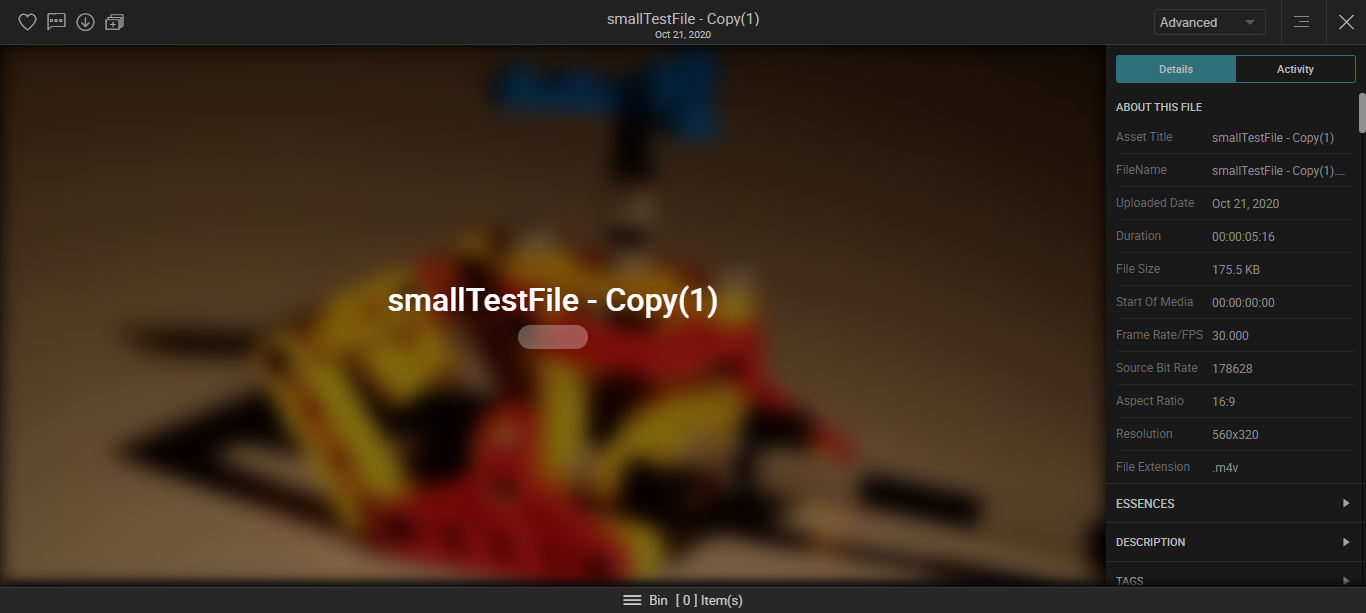 smallTestFile - Copy(1)
Oct 21, 2020
Advanced
Details
Activity
ABOUT THIS FILE
Asset Title smallTestFile - Copy(1)
FileName smallTestFile - Copy(1)....
Uploaded Date Oct 21, 2020
Duration 00:00:05:16
File Size 175.5 KB
Start Of Media 00:00:00:00
Frame Rate/FPS 30.000
Source Bit Rate 178628
Aspect Ratio 16:9
Resolution 560x320
File Extension .m4v
ESSENCES
DESCRIPTION
TAGS
smallTestFile - Copy(1)
Bin [ 0 ] Item(s)